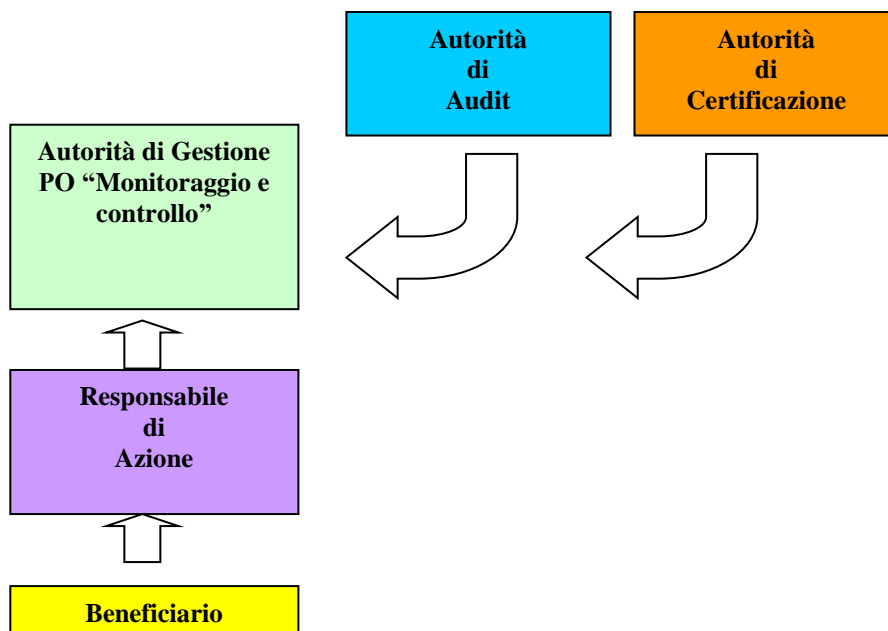 Autorità
di
Audit
Autorità
di
Certificazione
Autorità di Gestione
PO “Monitoraggio e
controllo”
Responsabile
di
Azione
Beneficiario